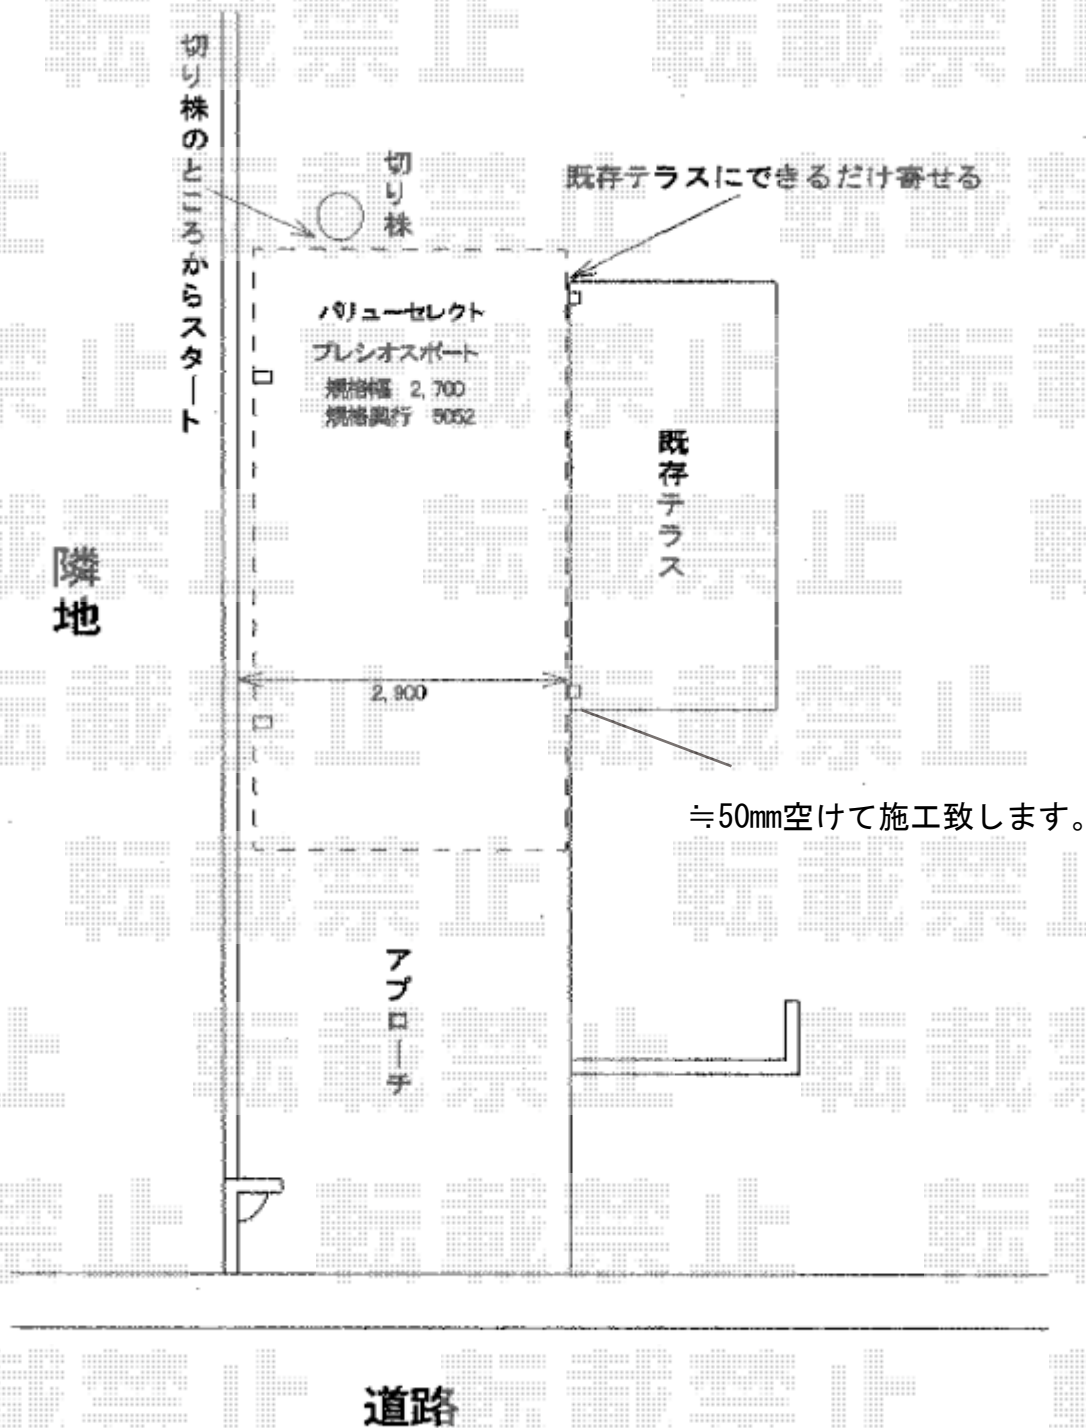 切り株のところからスタート
切り株
既存テラスにできるだけ寄せる
バリューセレクト
プレシオスポート
規格幅 2,700
規格奥行 5052
既存テラス
隣地
2,900
≒50mm空けて施工致します。
アプローチ
道路
転載禁止